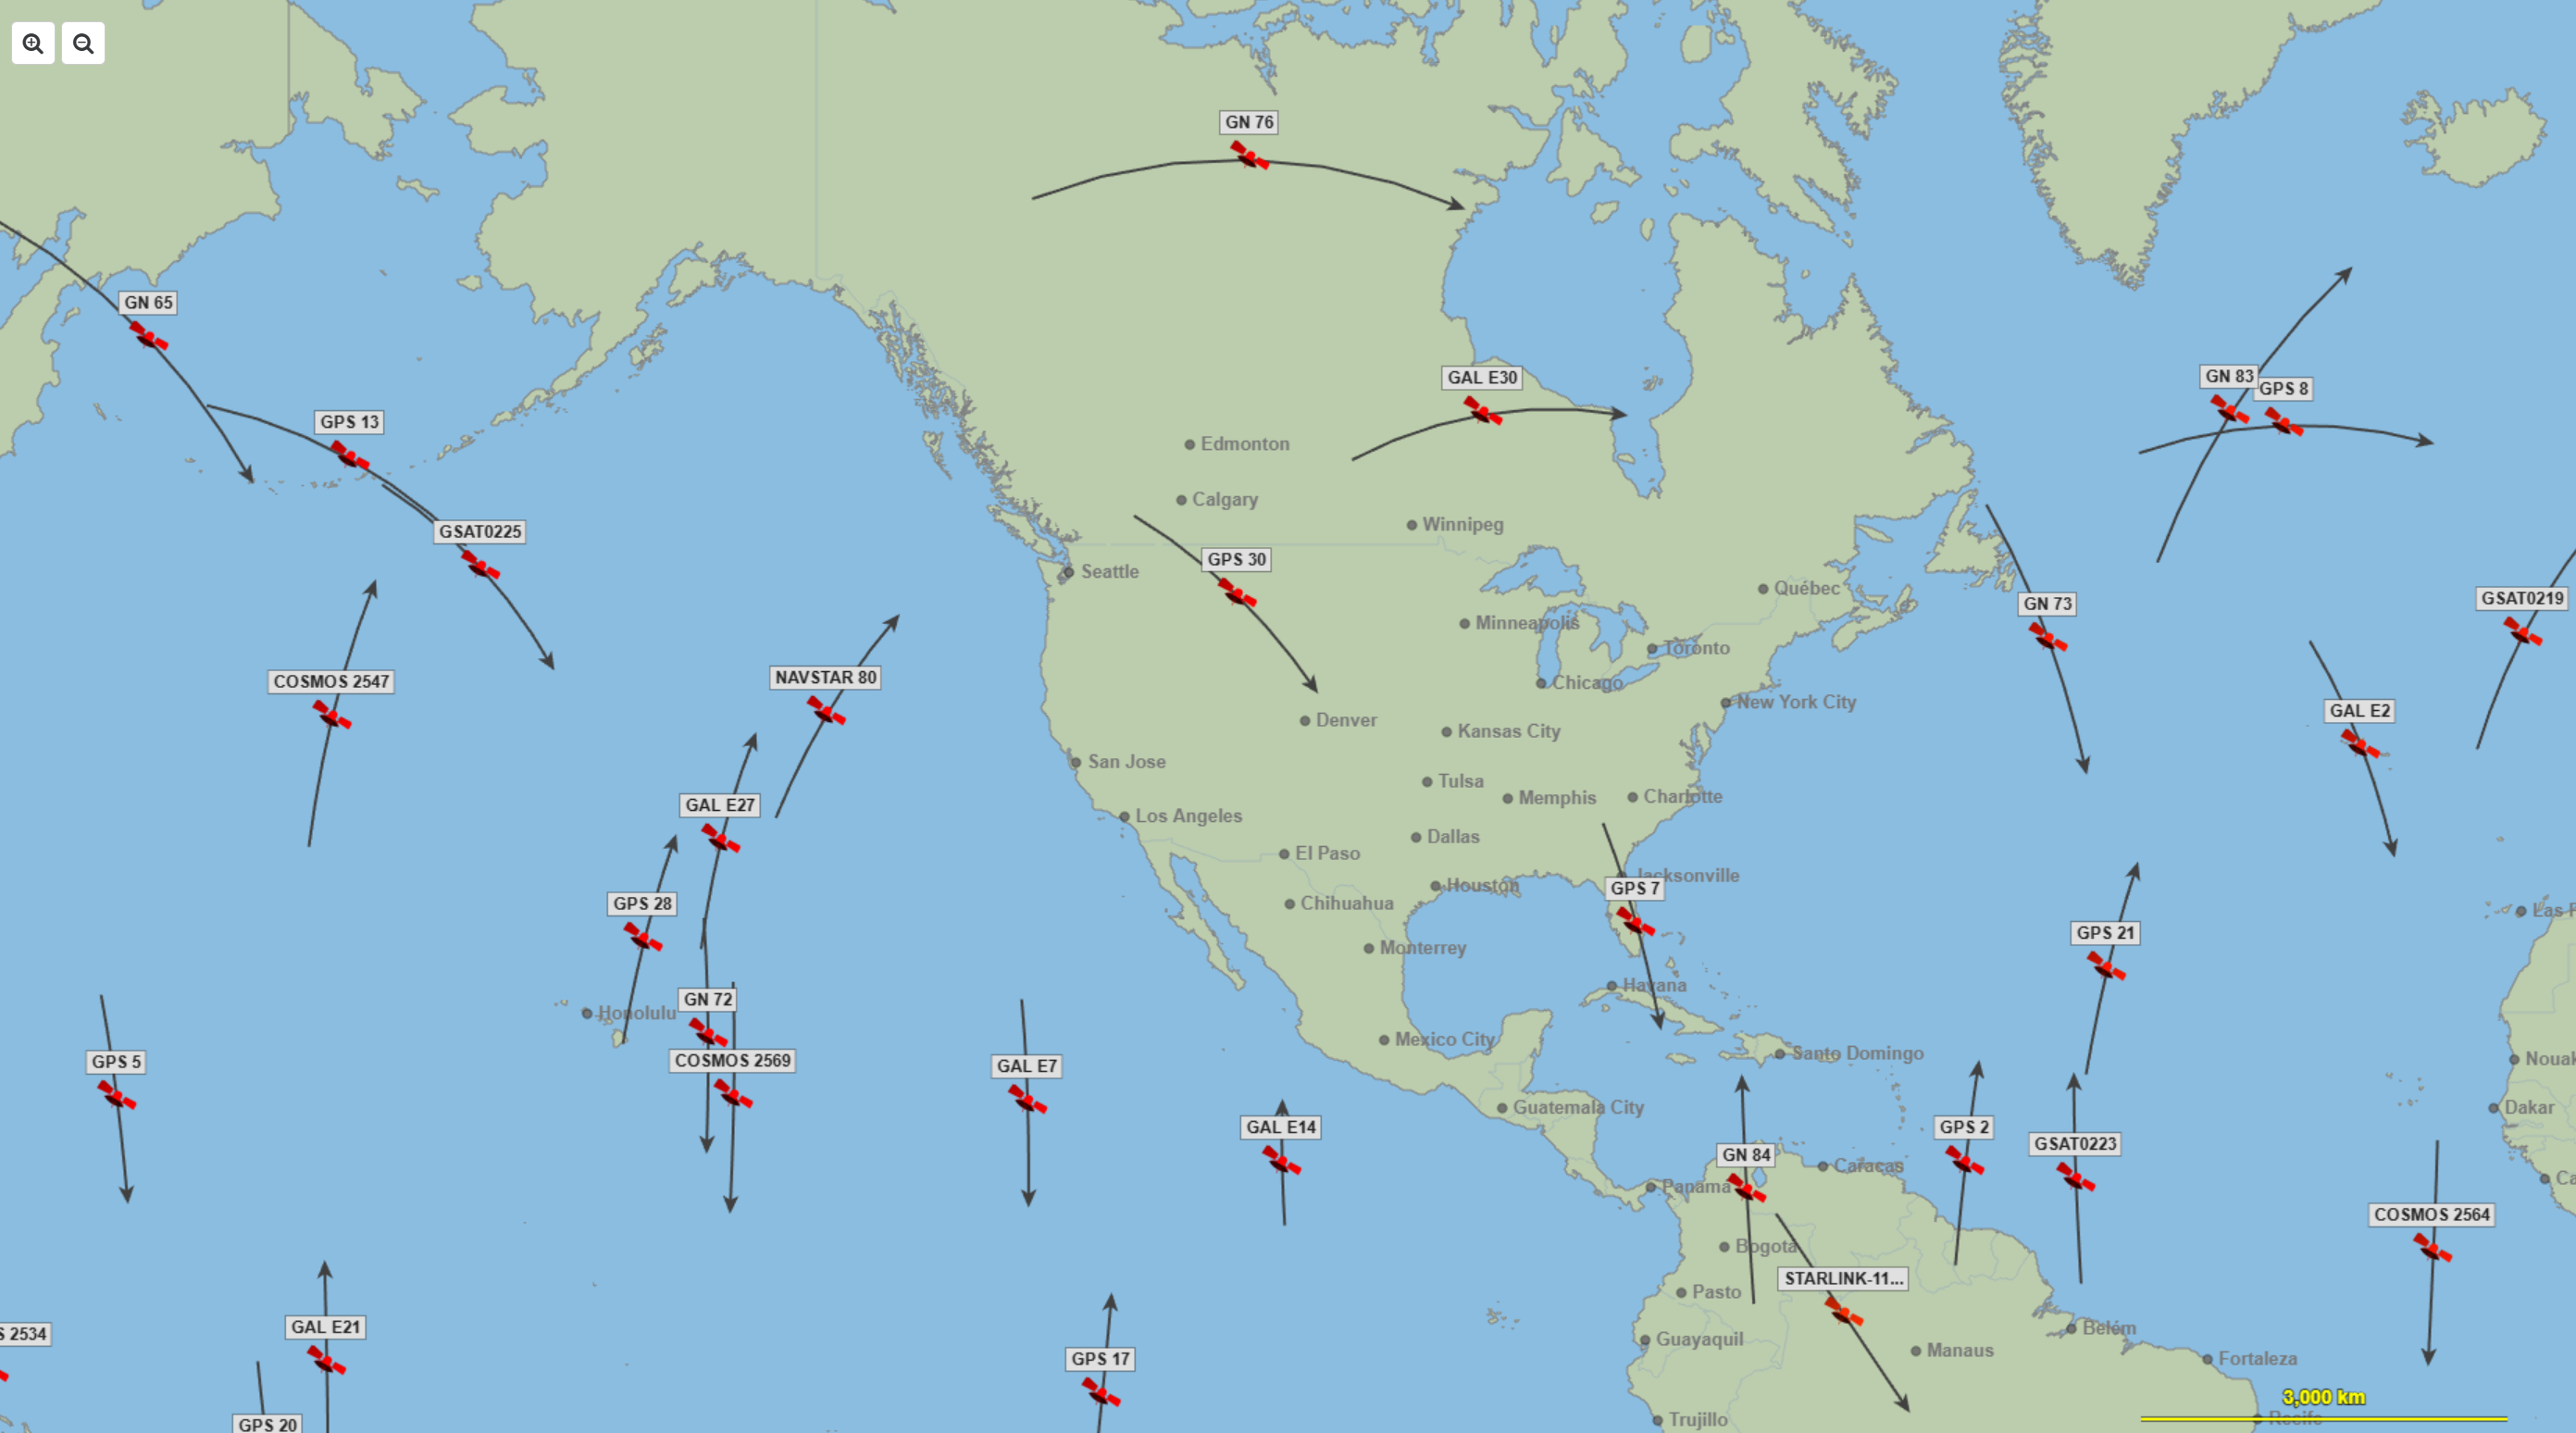 GN 76
GN 65
GAL E30
GN 83
GPS 8
GPS 13
Edmonton
Calgary
Winnipeg
GSAT0225
GPS 30
Seattle
Québec
GSAT0219
GN 73
Minneapolis
Toronto
COSMOS 2547
NAVSTAR 80
Chicago
New York City
GAL E2
Denver
Kansas City
San Jose
Tulsa
Memphis
Charlotte
GAL E27
Los Angeles
Dallas
El Paso
Jacksonville
Houston
GPS 7
GPS 28
Chihuahua
Las P
GPS 21
Monterrey
Havana
GN 72
Honolulu
Mexico City
Santo Domingo
Nouak
COSMOS 2569
GPS 5
GAL E7
Guatemala City
Dakar
GAL E14
GPS 2
GSAT0223
GN 84
Caracas
Co
Panama
COSMOS 2564
Bogota
STARLINK-11...
Pasto
GAL E21
Belém
S 2534
Guayaquil
Manaus
GPS 17
Fortaleza
3,000 km
GPS 20
Trujillo
Recife